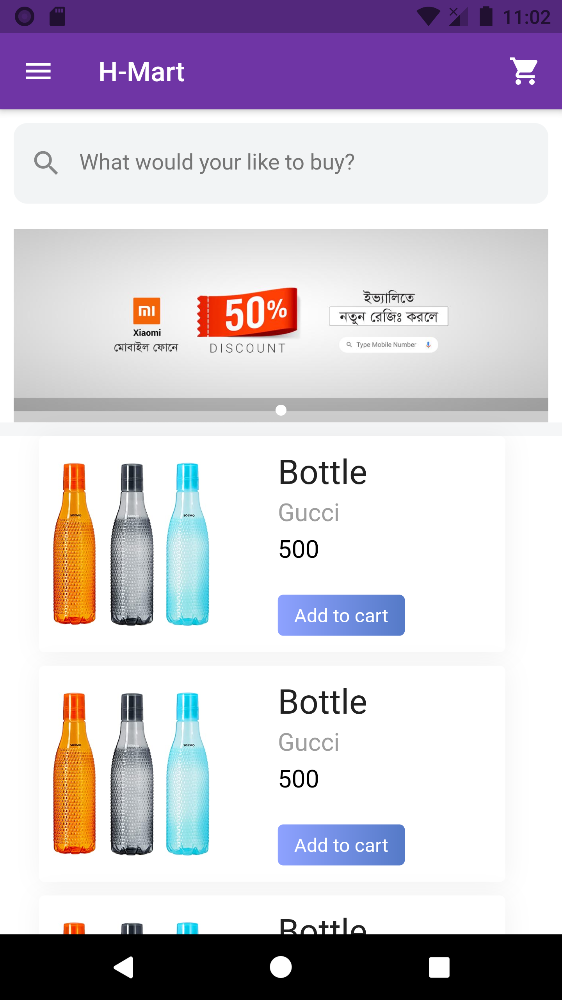 11:02
H-Mart
What would your like to buy?
mi
Xiaomi
মোবাইল ফোনে
50%
DISCOUNT
ইভ্যালিতে
নতুন রেজিঃ করলে
Type Mobile Number
Bottle
Gucci
500
Add to cart
SOLIMO SOLIMO SOLIMO
Bottle
Gucci
500
Add to cart
SOLIMO SOLIMO SOLIMO
Bottle